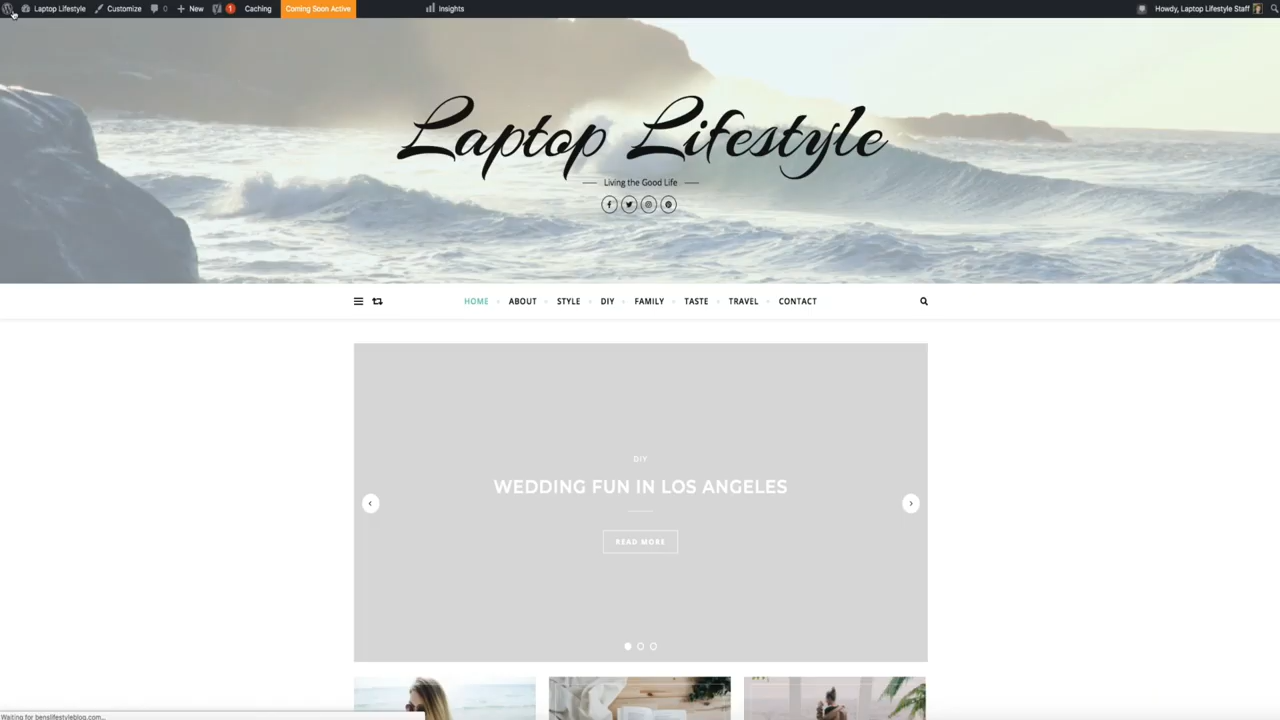 Laptop Lifestyle Customize 0 New 1 Caching Coming Soon Active Insights Howdy, Laptop Lifestyle Staff
Laptop Lifestyle
Living the Good Life
HOME ABOUT STYLE DIY FAMILY TASTE TRAVEL CONTACT
DIY
WEDDING FUN IN LOS ANGELES
READ MORE
Waiting for benslifestyleblog.com...